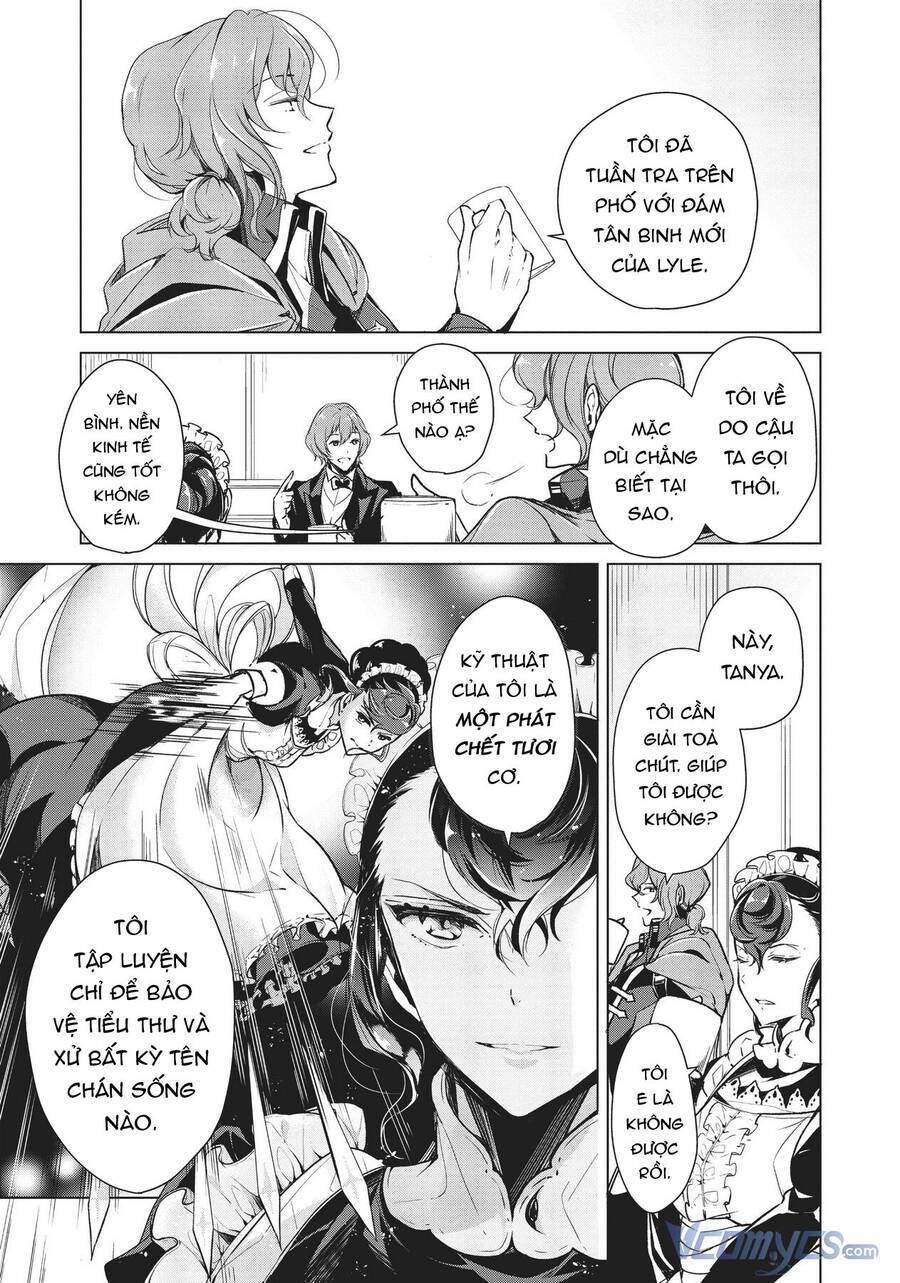 TÔI ĐÃ
TUẦN TRA TRÊN
PHỐ VỚI ĐÁM
TÂN BINH MỚI
CỦA LYLE.
TÔI VỀ
DO CẬU
TA GỌI
THÔI.
MẶC
DÙ CHẲNG
BIẾT TẠI
SAO.
THÀNH
PHỐ THẾ
NÀO Ạ?
YÊN
BÌNH. NỀN
KINH TẾ
CŨNG TỐT
KHÔNG
KÉM.
NÀY,
TANYA.
TÔI CẦN
GIẢI TOẢ
CHÚT. GIÚP
TÔI ĐƯỢC
KHÔNG?
TÔI
E LÀ
KHÔNG
ĐƯỢC
RỒI.
KỸ THUẬT
CỦA TÔI LÀ
MỘT PHÁT
CHẾT TƯƠI
CƠ.
TÔI
TẬP LUYỆN
CHỈ ĐỂ BẢO
VỆ TIỂU THƯ VÀ
XỬ BẤT KỲ TÊN
CHÁN SỐNG
NÀO.
VCOMYCS.com